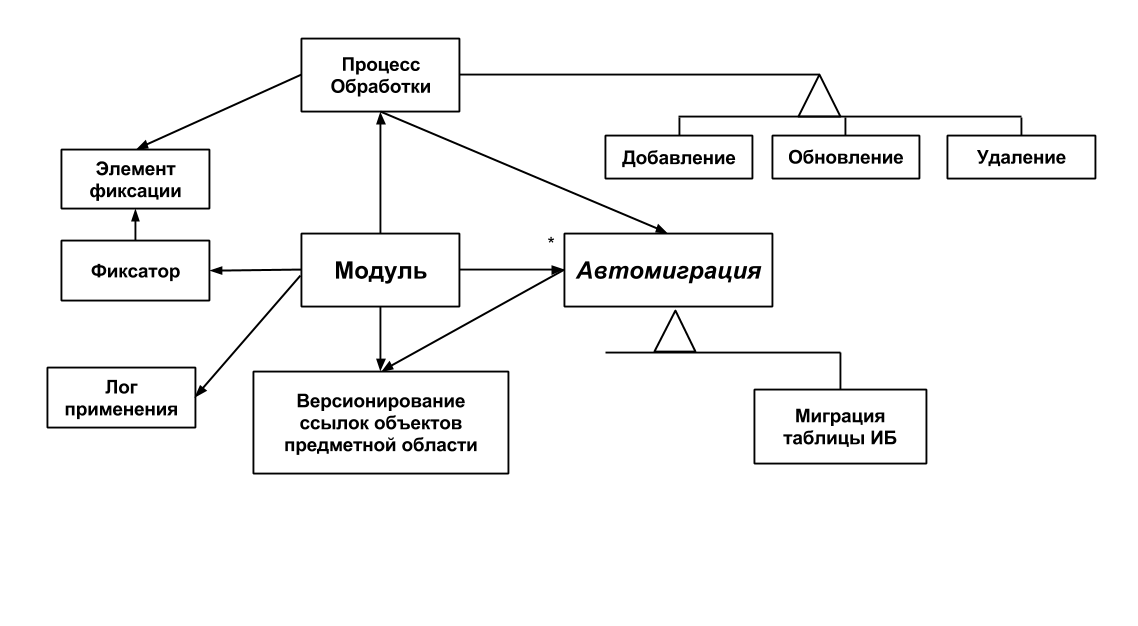 Процесс
Обработки
Элемент
фиксации
Добавление
Обновление
Удаление
*
Фиксатор
Модуль
Автомиграция
Лог
применения
Версионирование
ссылок объектов
предметной области
Миграция
таблицы ИБ